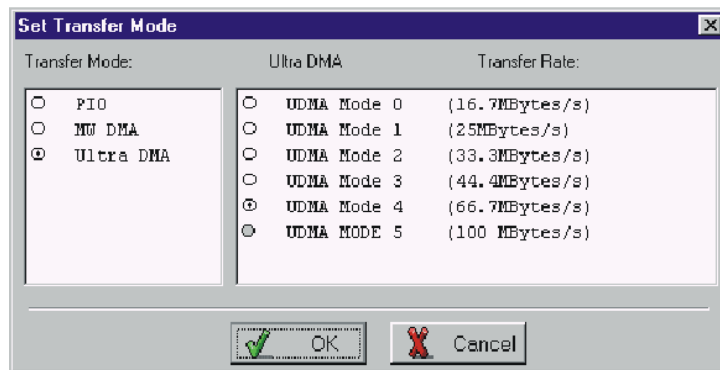 Set Transfer Mode
Transfer Mode: Ultra DMA Transfer Rate:
PIO UDMA Mode 0 (16.7MBytes/s)
MW DMA UDMA Mode 1 (25MBytes/s)
Ultra DMA UDMA Mode 2 (33.3MBytes/s)
UDMA Mode 3 (44.4MBytes/s)
UDMA Mode 4 (66.7MBytes/s)
UDMA MODE 5 (100 MBytes/s)
OK Cancel